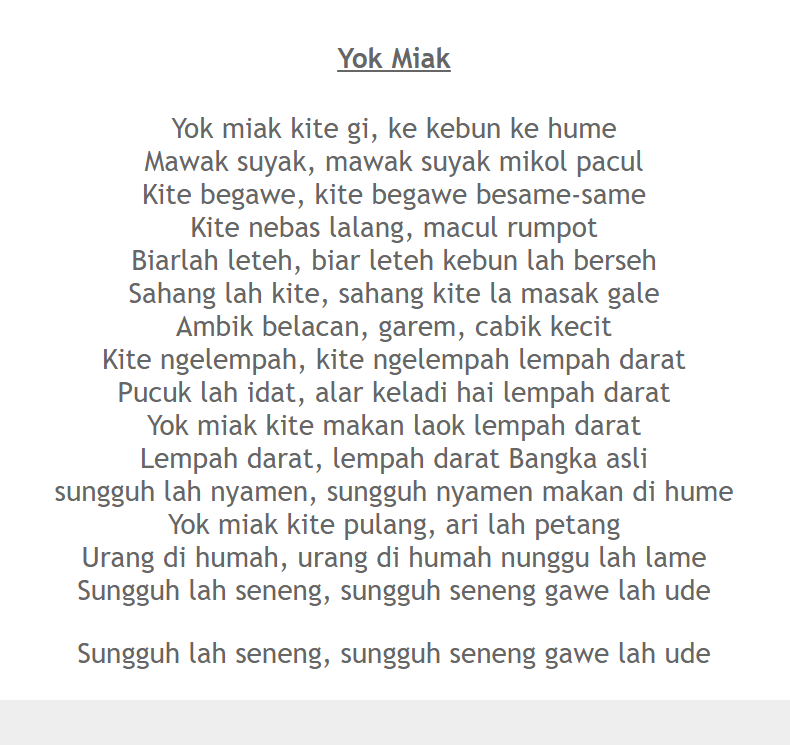 Yok Miak
Yok miak kite gi, ke kebun ke hume
Mawak suyak, mawak suyak mikol pacul
Kite begawe, kite begawe besame-same
Kite nebas lalang, macul rumpot
Biarlah leteh, biar leteh kebun lah berseh
Sahang lah kite, sahang kite la masak gale
Ambik belacan, garem, cabik kecit
Kite ngelempah, kite ngelempah lempah darat
Pucuk lah idat, alar keladi hai lempah darat
Yok miak kite makan laok lempah darat
Lempah darat, lempah darat Bangka asli
sungguh lah nyamen, sungguh nyamen makan di hume
Yok miak kite pulang, ari lah petang
Urang di humah, urang di humah nunggu lah lame
Sungguh lah seneng, sungguh seneng gawe lah ude
Sungguh lah seneng, sungguh seneng gawe lah ude